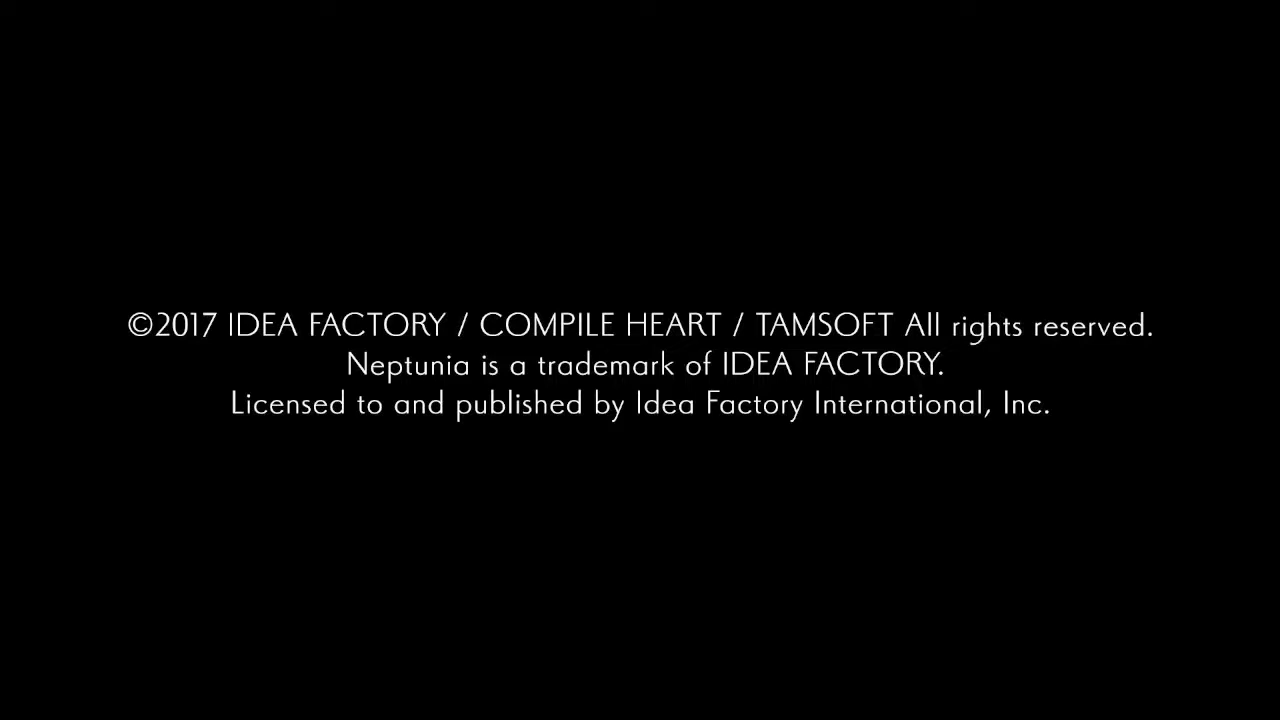 ©2017 IDEA FACTORY / COMPILE HEART / TAMSOFT All rights reserved.
Neptunia is a trademark of IDEA FACTORY.
Licensed to and published by Idea Factory International, Inc.